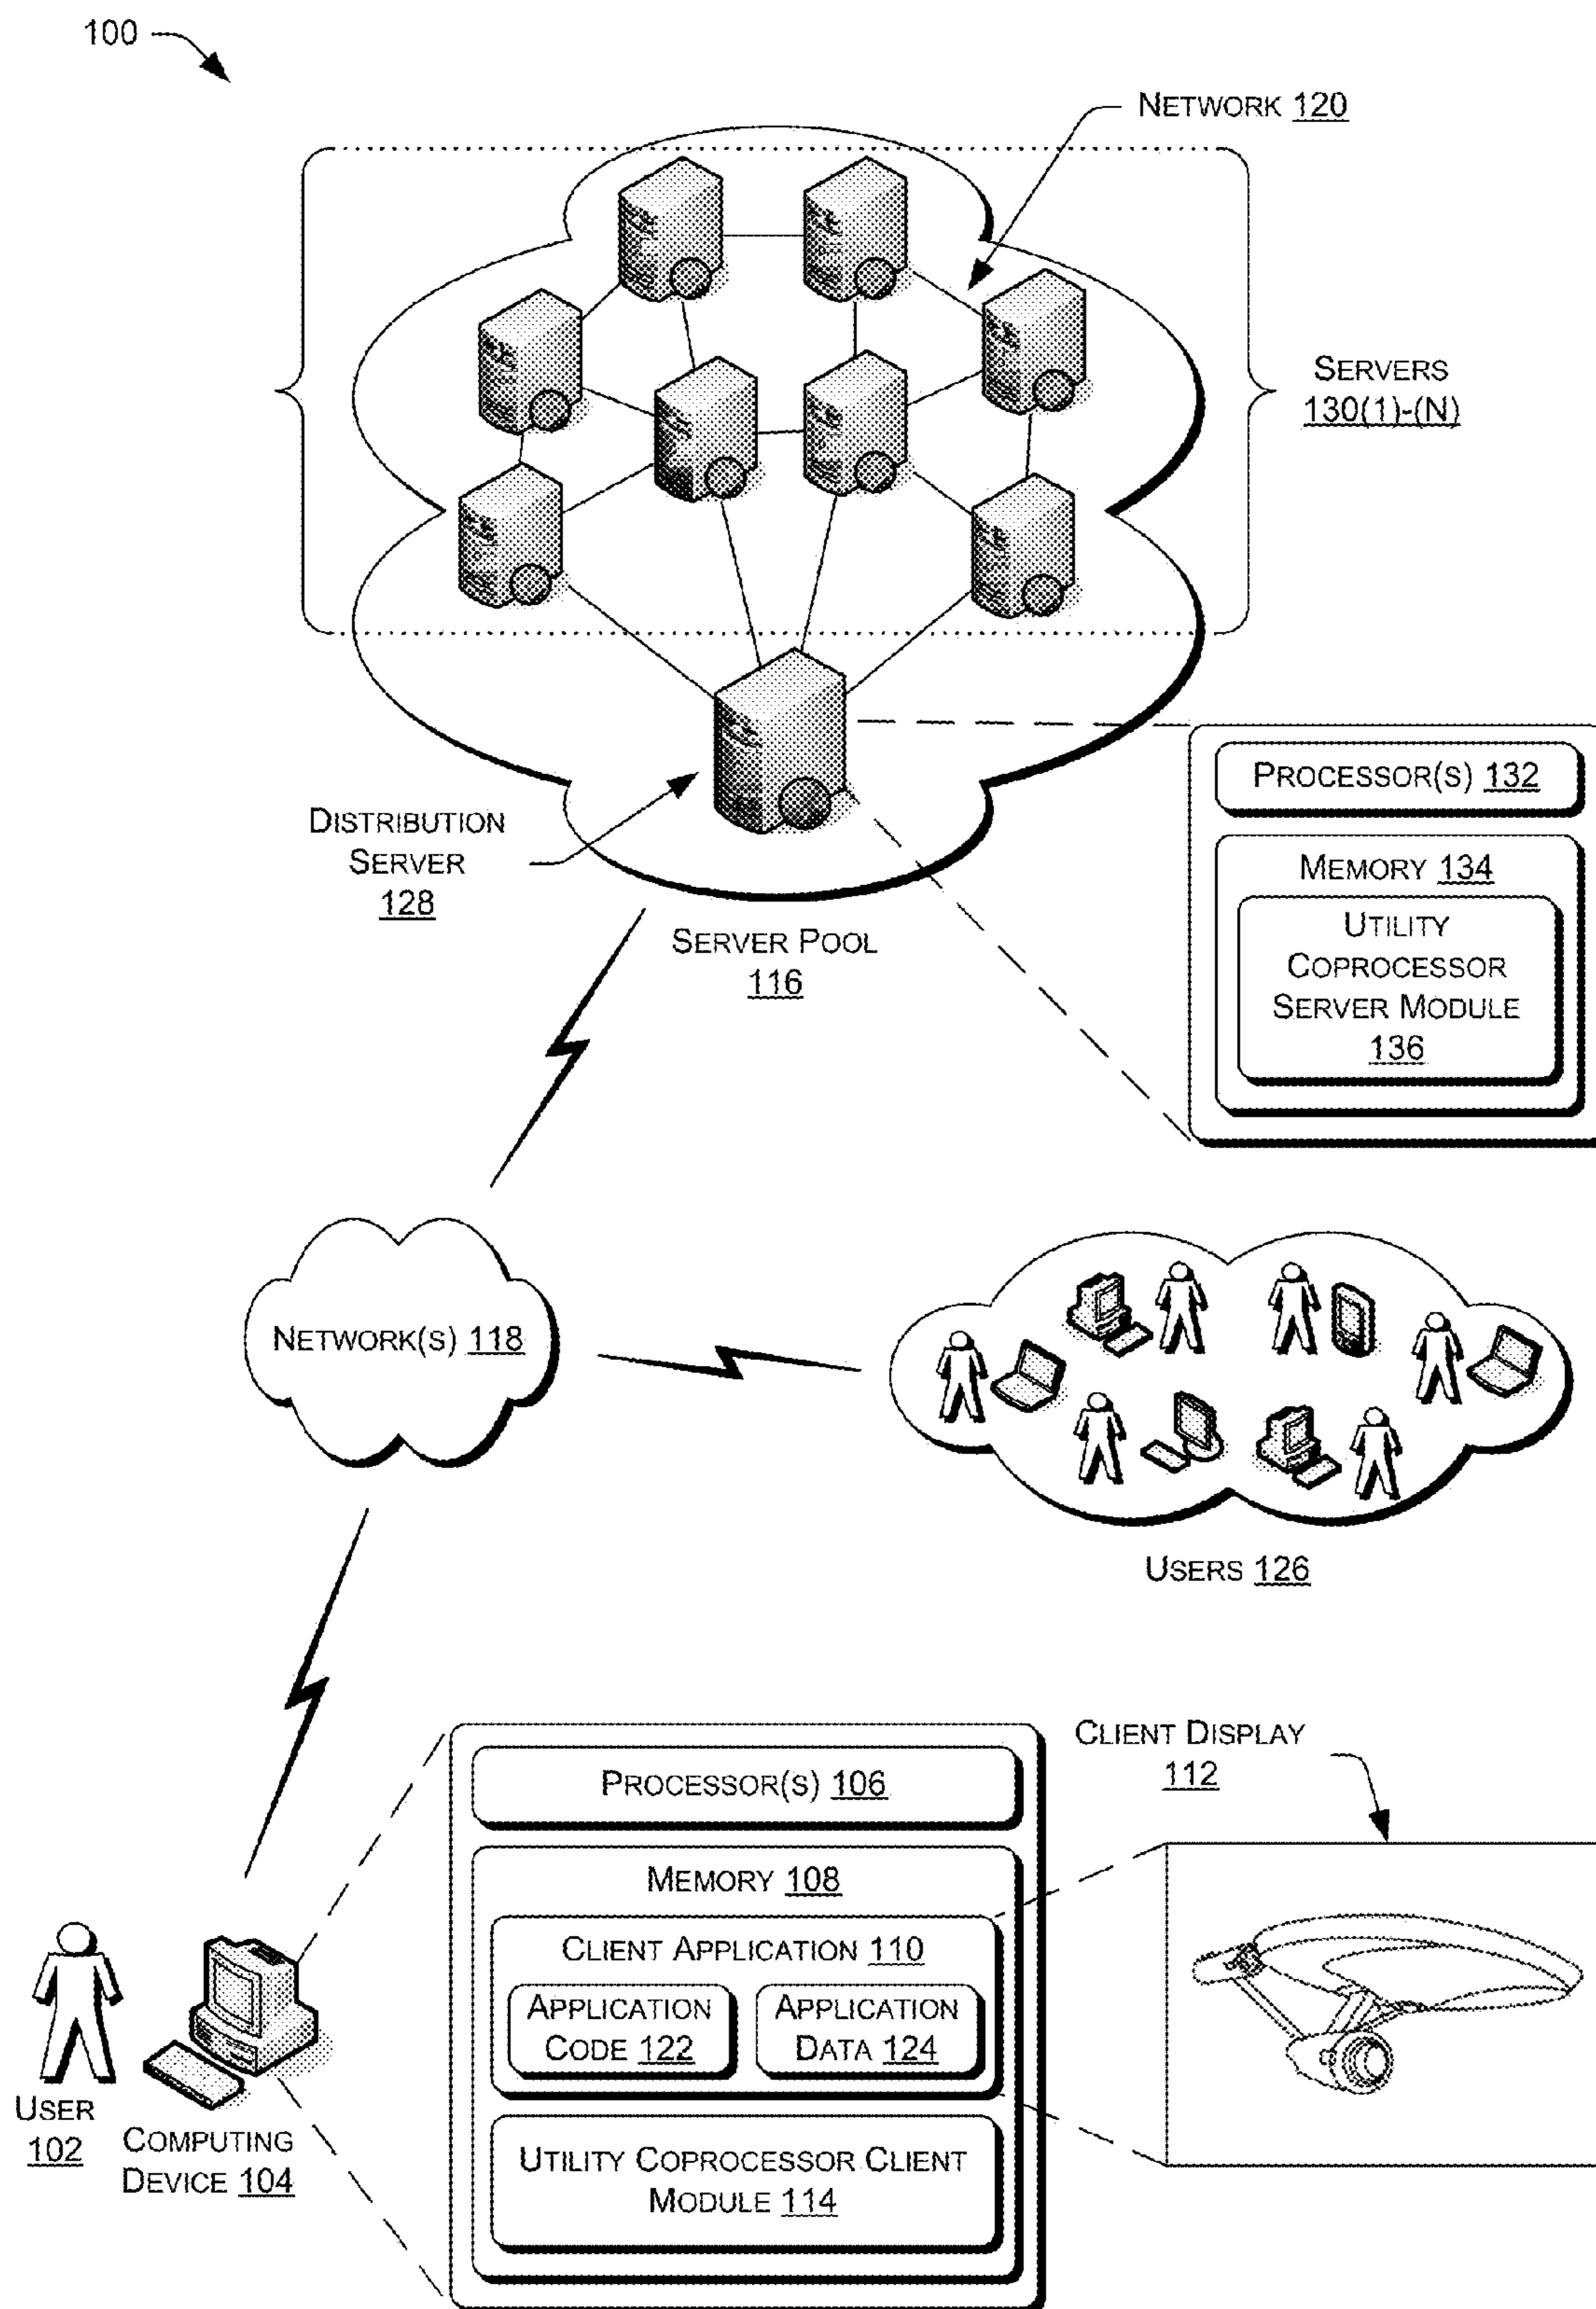 100
NETWORK 120
SERVERS
130(1)-(N)
PROCESSOR(S) 132
MEMORY 134
UTILITY
COPROCESSOR
SERVER MODULE
136
DISTRIBUTION
SERVER
128
SERVER POOL
116
NETWORK(S) 118
USERS 126
CLIENT DISPLAY
112
PROCESSOR(S) 106
MEMORY 108
CLIENT APPLICATION 110
APPLICATION
CODE 122
APPLICATION
DATA 124
UTILITY COPROCESSOR CLIENT
MODULE 114
USER
102
COMPUTING
DEVICE 104